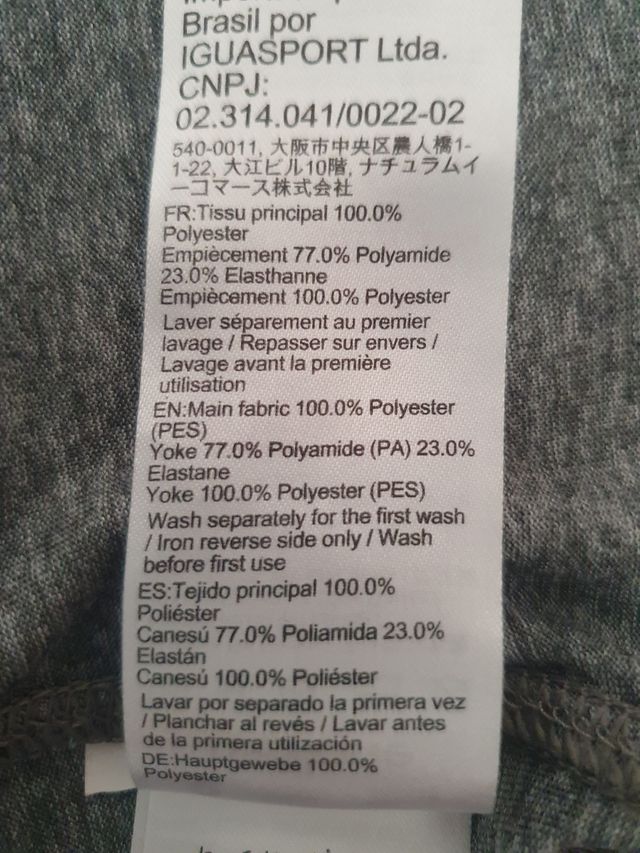 Brasil por
IGUASPORT Ltda.
CNPJ:
02.314.041/0022-02
540-0011, 大阪市中央区農人橋1-
1-22, 大江ビル10階, ナチュラムイ
ーコマース株式会社
FR:Tissu principal 100.0%
Polyester
Empiècement 77.0% Polyamide
23.0% Elasthanne
Empiècement 100.0% Polyester
Laver séparement au premier
lavage / Repasser sur envers /
Lavage avant la première
utilisation
EN:Main fabric 100.0% Polyester
(PES)
Yoke 77.0% Polyamide (PA) 23.0%
Elastane
Yoke 100.0% Polyester (PES)
Wash separately for the first wash
/ Iron reverse side only / Wash
before first use
ES:Tejido principal 100.0%
Poliéster
Canesú 77.0% Poliamida 23.0%
Elastán
Canesú 100.0% Poliéster
Lavar por separado la primera vez
/ Planchar al revés / Lavar antes
de la primera utilización
DE:Hauptgewebe 100.0%
Polyester